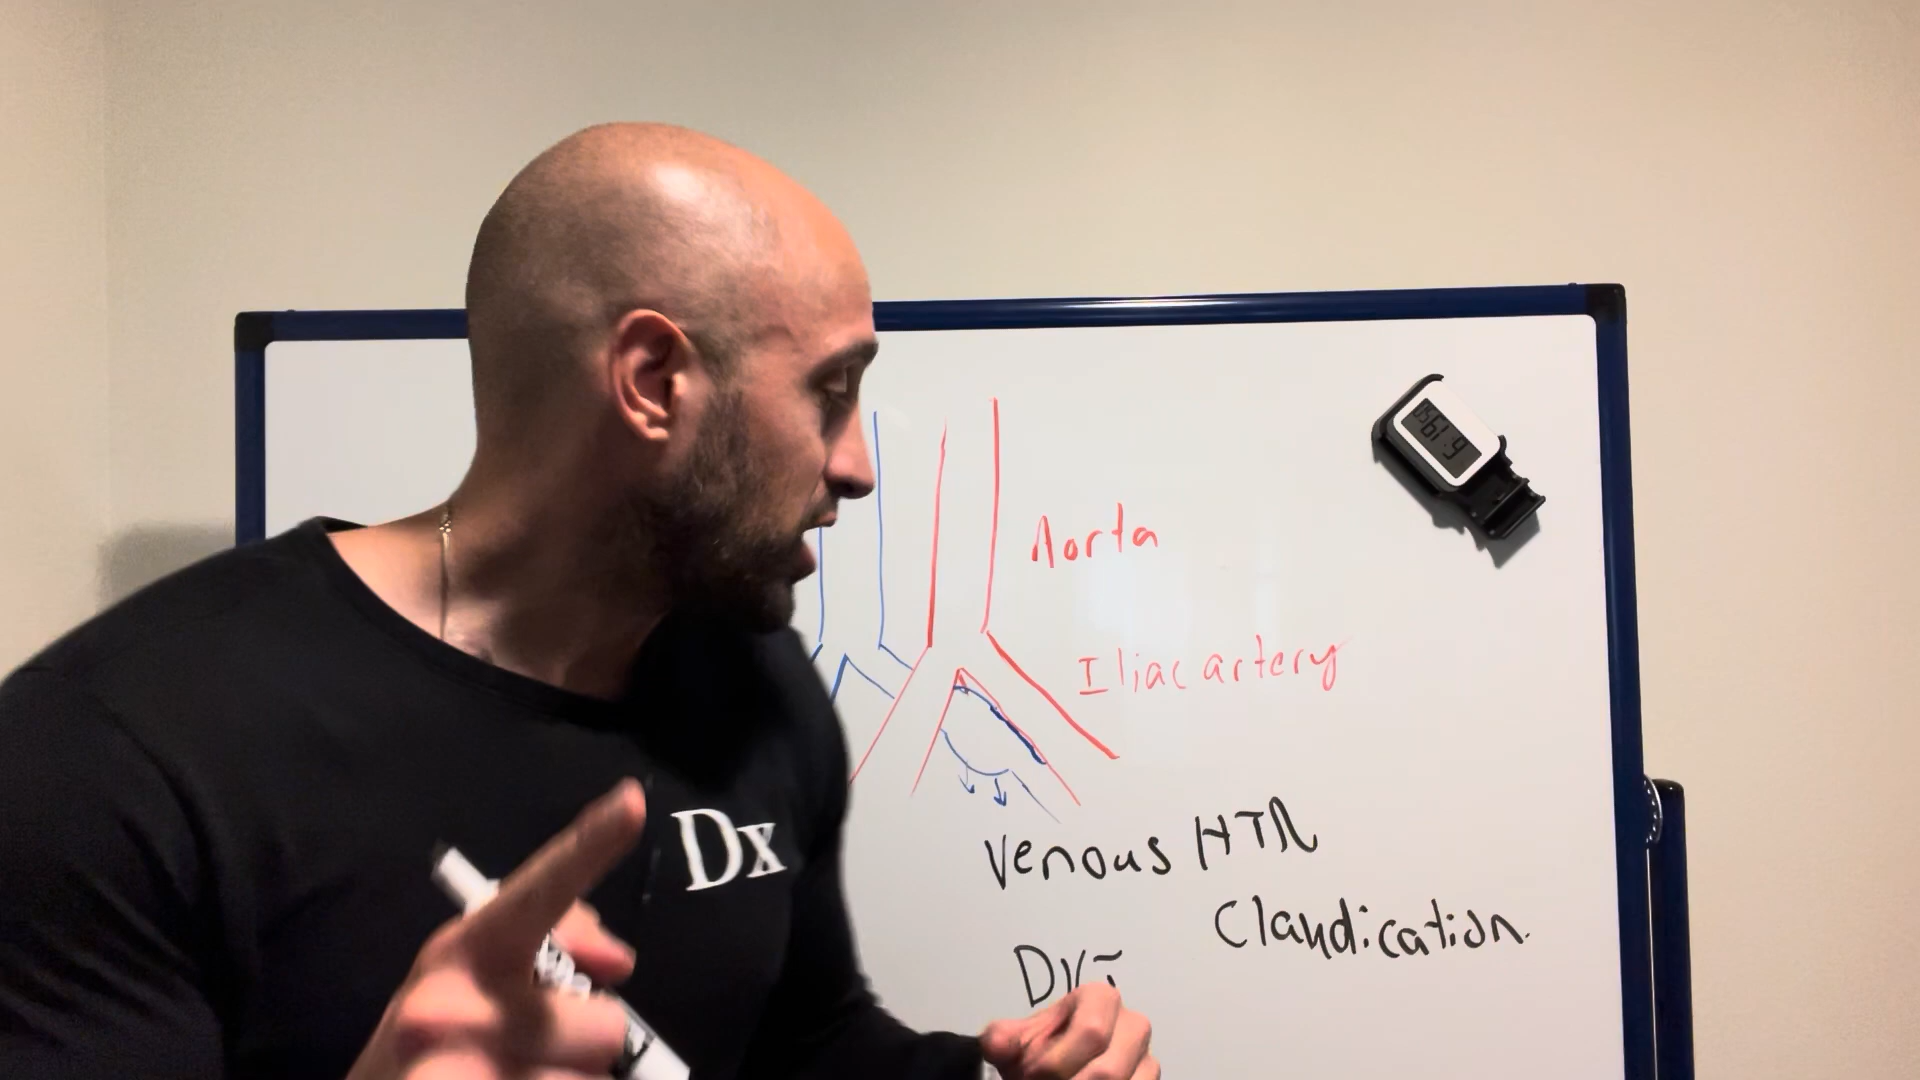 Aorta
Iliac artery
Venous HTN
Claudication.
DVT
Dx